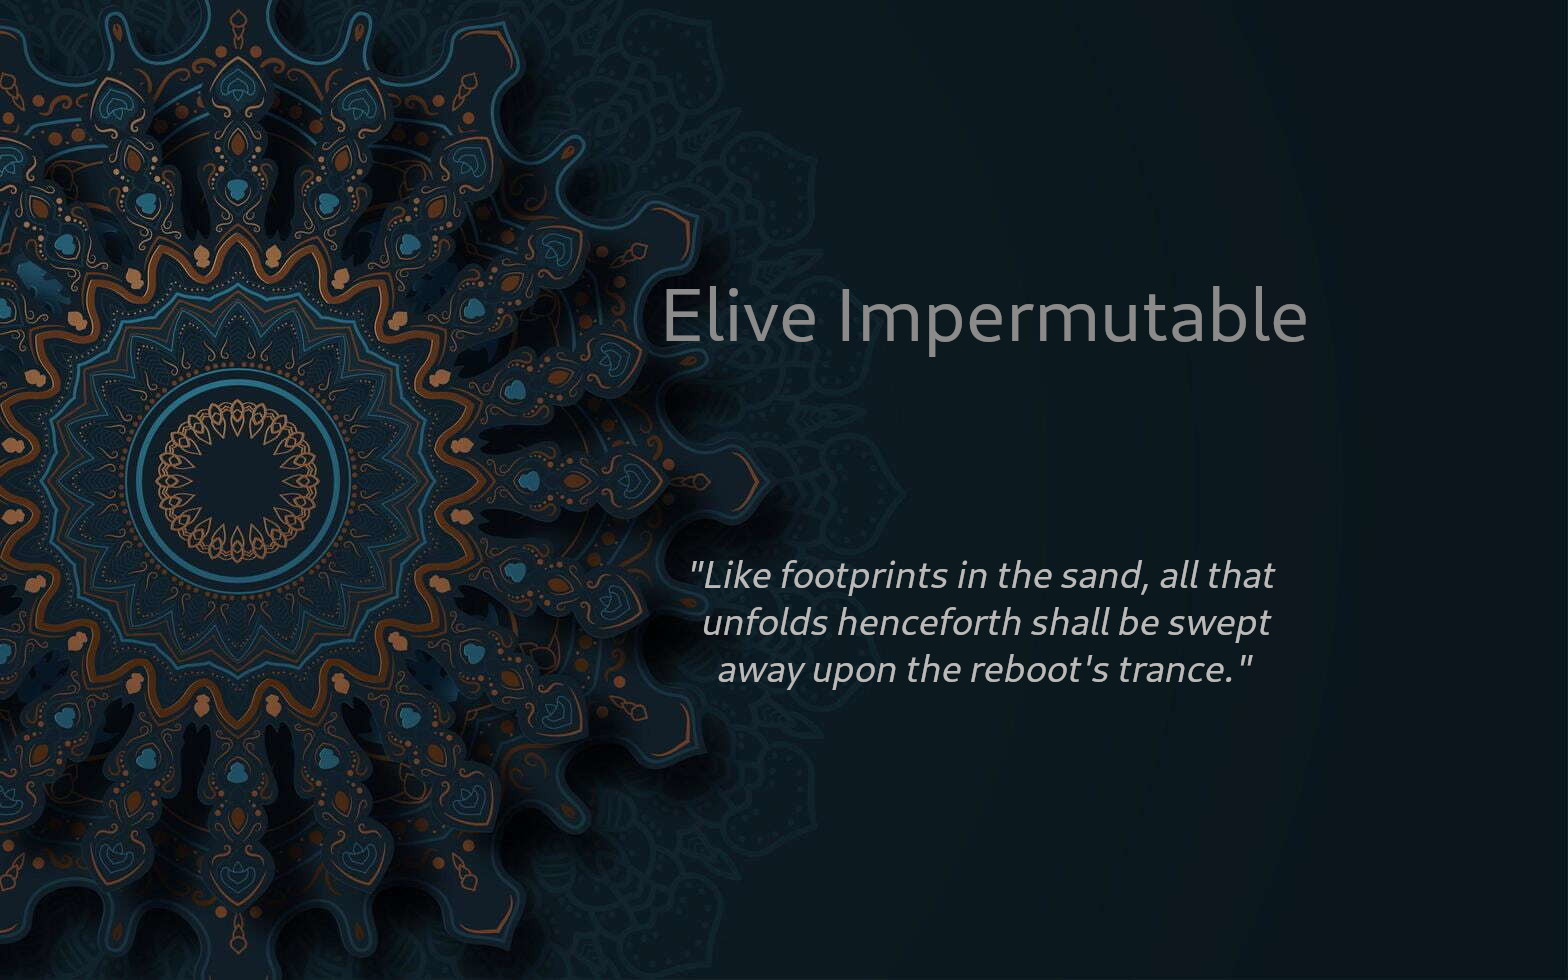 Elive Impermutable
"Like footprints in the sand, all that
unfolds henceforth shall be swept
away upon the reboot's trance."